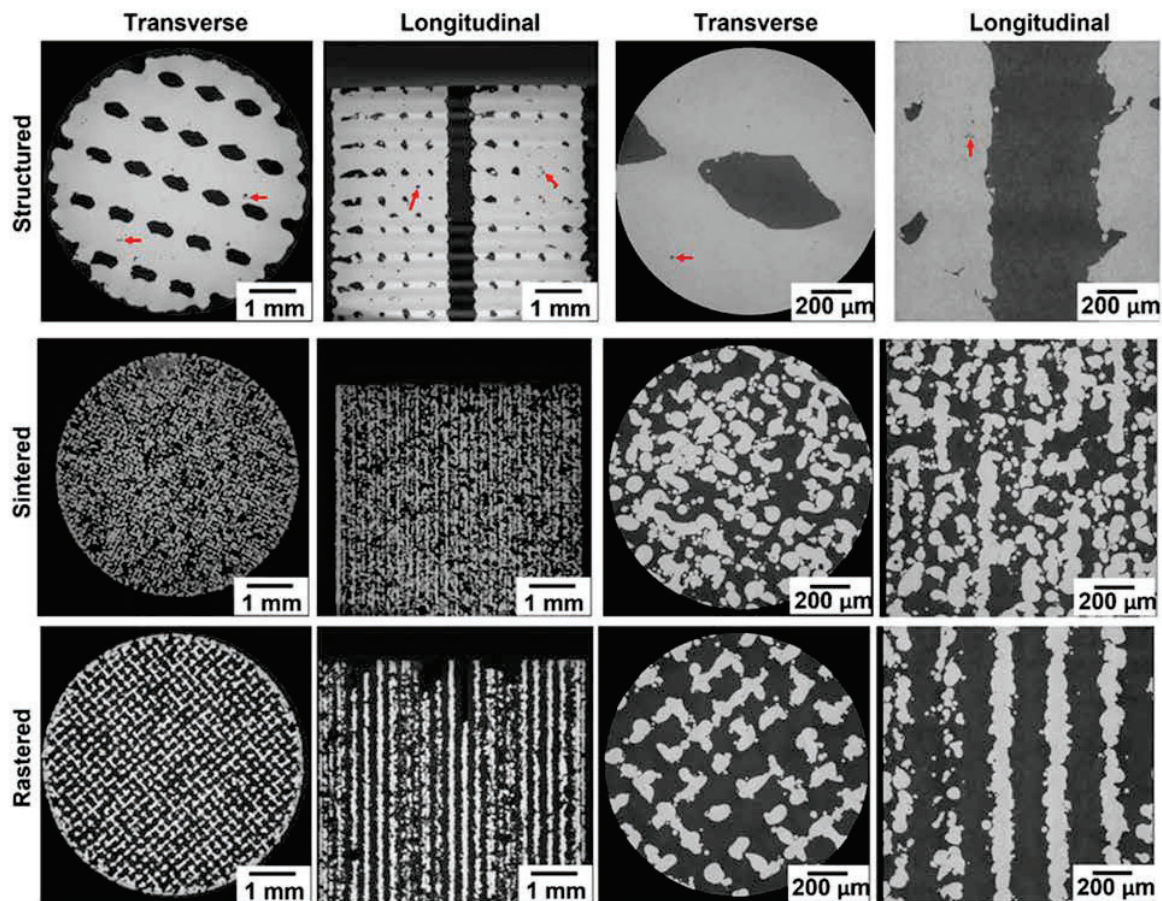 Transverse
Longitudinal
Transverse
Longitudinal
Structured
1 mm
1 mm
200 µm
200 µm
Sintered
1 mm
1 mm
200 µm
200 µm
Rastered
1 mm
1 mm
200 µm
200 µm